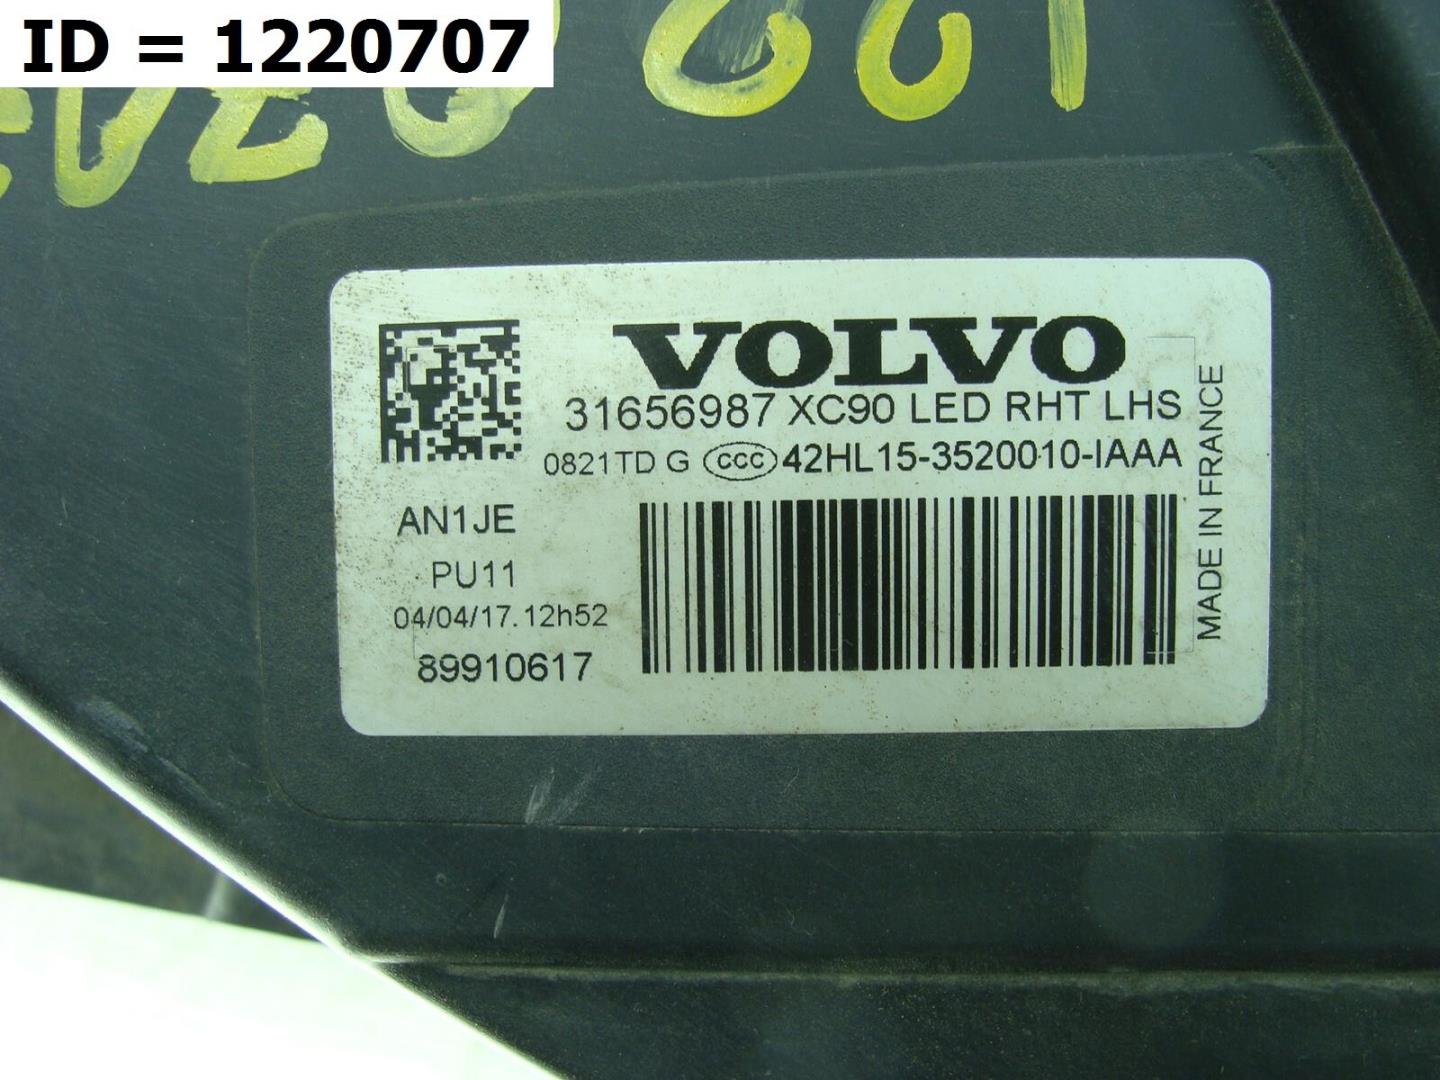 ID = 1220707
VOLVO
31656987 XC90 LED RHT LHS
0821TD G CCC 42HL15-3520010-IAAA
AN1JE
PU11
04/04/17.12h52
89910617
MADE IN FRANCE